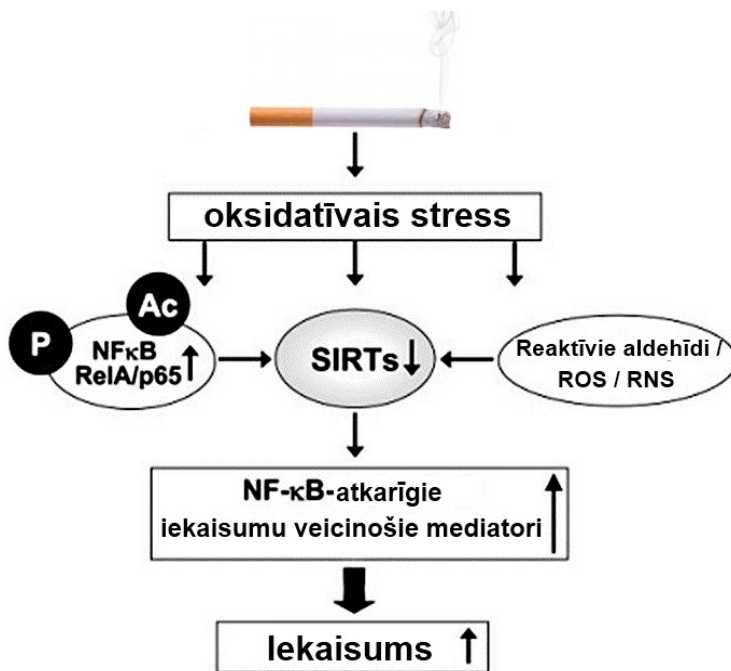 oksidatīvais stress
Ac
P
NFκB
RelA/p65
SIRTs
Reaktīvie aldehīdi /
ROS / RNS
NF-κB-atkarīgie
iekaisumu veicinošie mediatori
Iekaisums